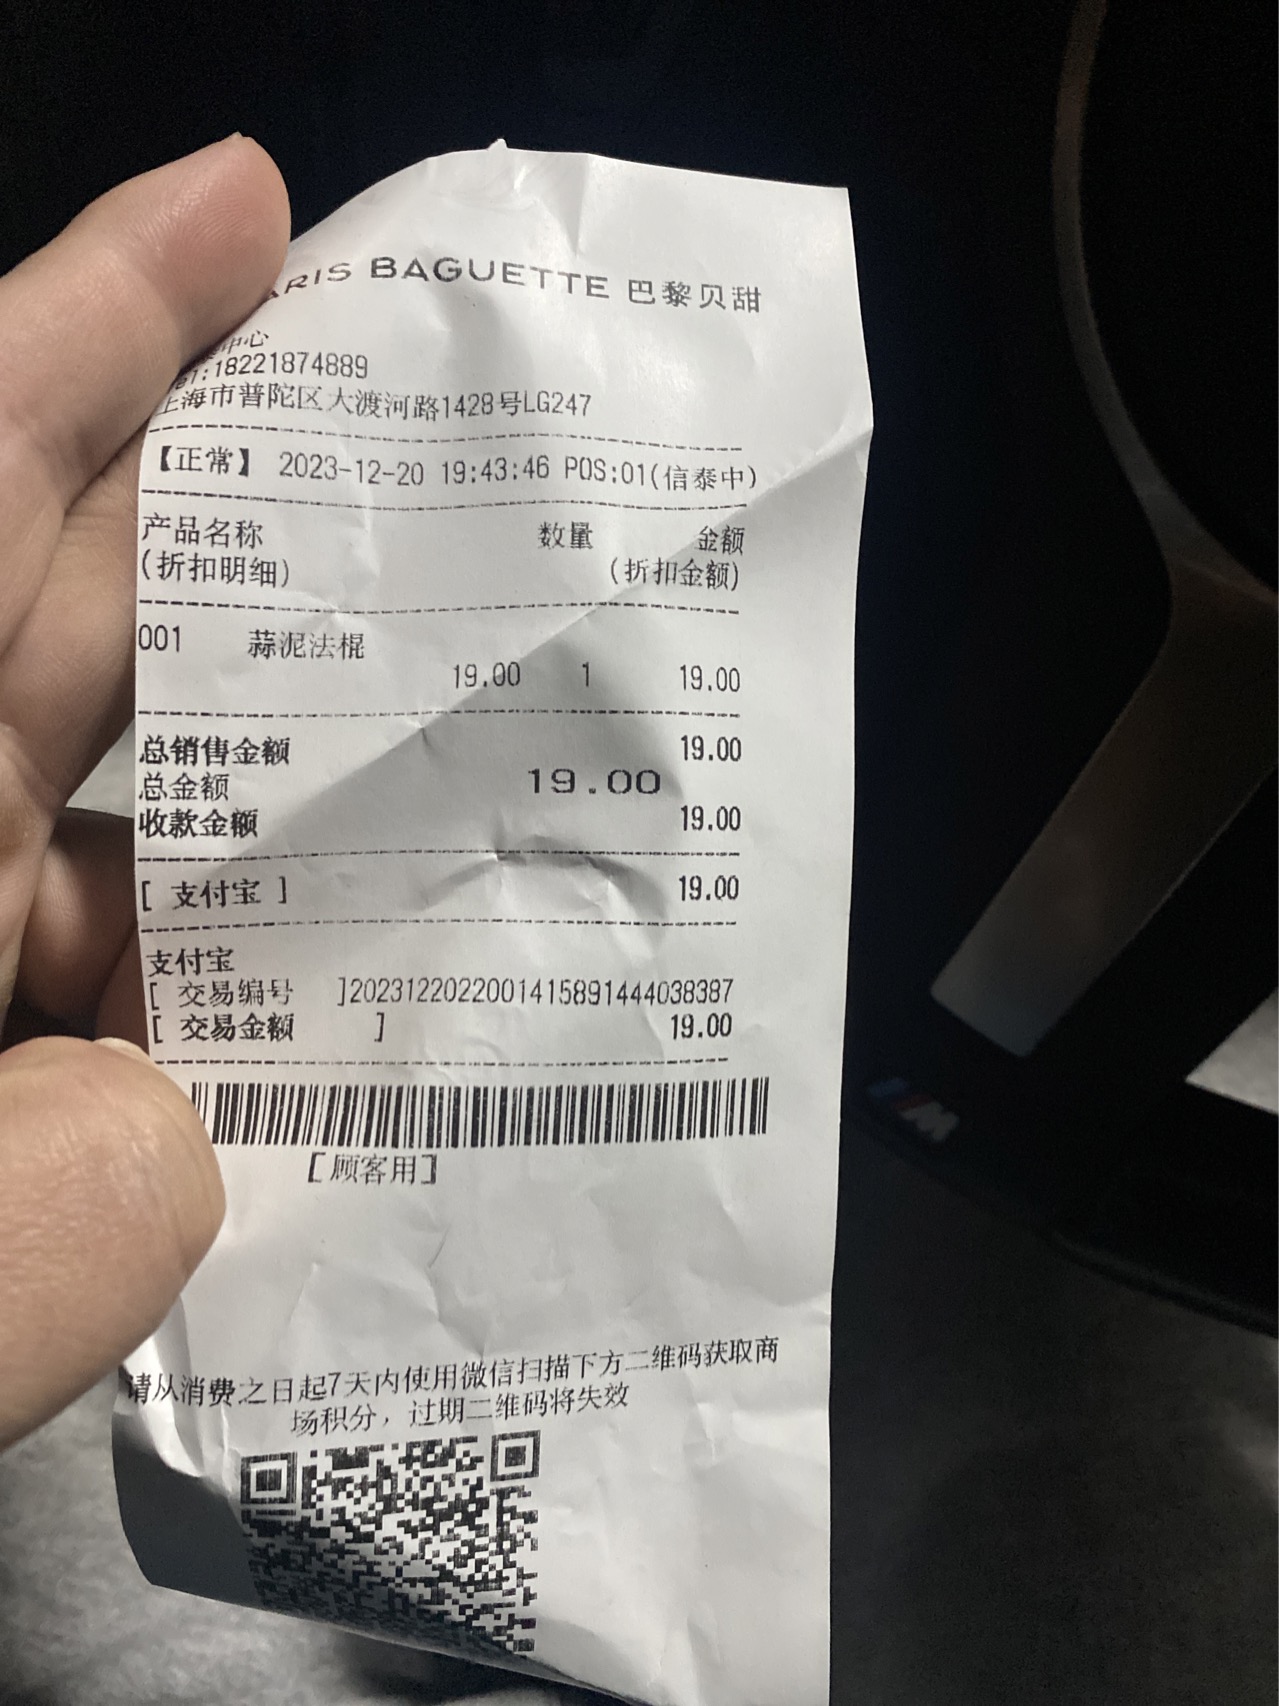 ARIS BAGUETTE 巴黎贝甜
中心
el:18221874889
上海市普陀区大渡河路1428号LG247
【正常】 2023-12-20 19:43:46 POS:01(信泰中)
产品名称 数量 金额
(折扣明细) (折扣金额)
001 蒜泥法棍
19.00 1 19.00
总销售金额 19.00
总金额 19.00
收款金额 19.00
[ 支付宝 ] 19.00
支付宝
[ 交易编号 ]2023122022001415891444038387
[ 交易金额 ] 19.00
[顾客用]
请从消费之日起7天内使用微信扫描下方二维码获取商
场积分，过期二维码将失效
M